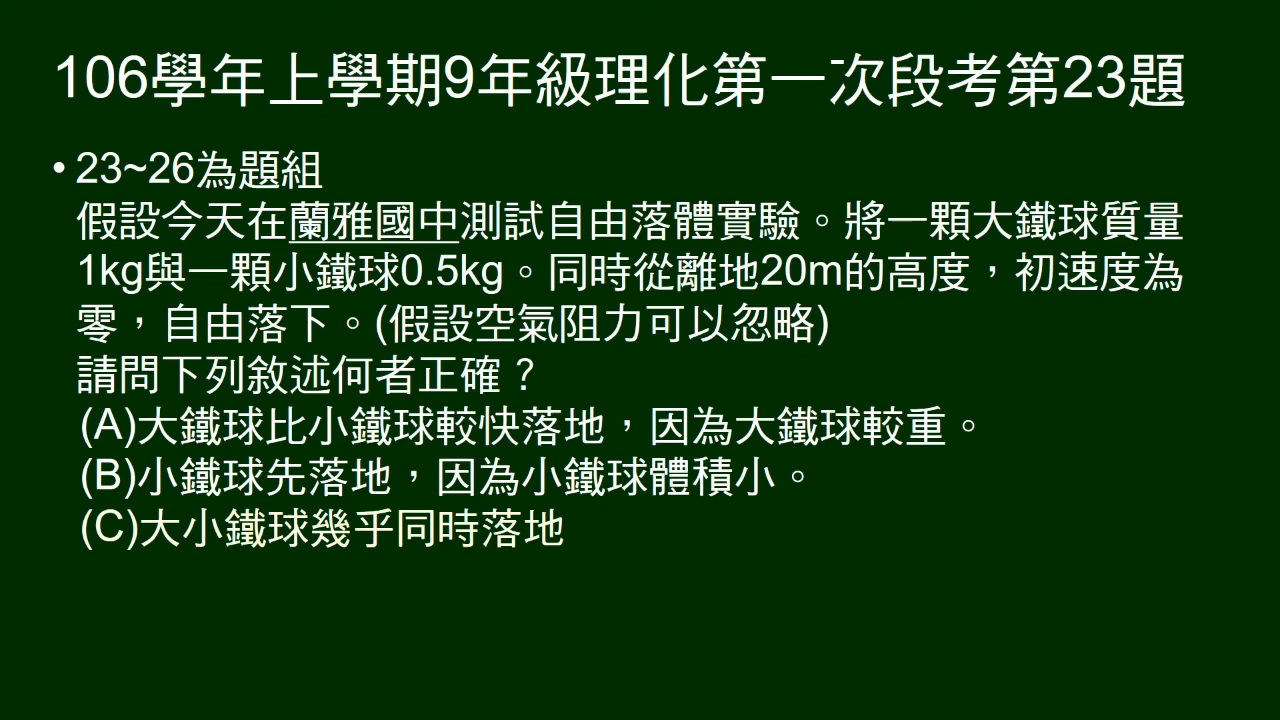 106學年上學期9年級理化第一次段考第23題
• 23~26為題組
假設今天在蘭雅國中測試自由落體實驗。將一顆大鐵球質量
1kg與一顆小鐵球0.5kg。同時從離地20m的高度，初速度為
零，自由落下。(假設空氣阻力可以忽略)
請問下列敘述何者正確？
(A)大鐵球比小鐵球較快落地，因為大鐵球較重。
(B)小鐵球先落地，因為小鐵球體積小。
(C)大小鐵球幾乎同時落地